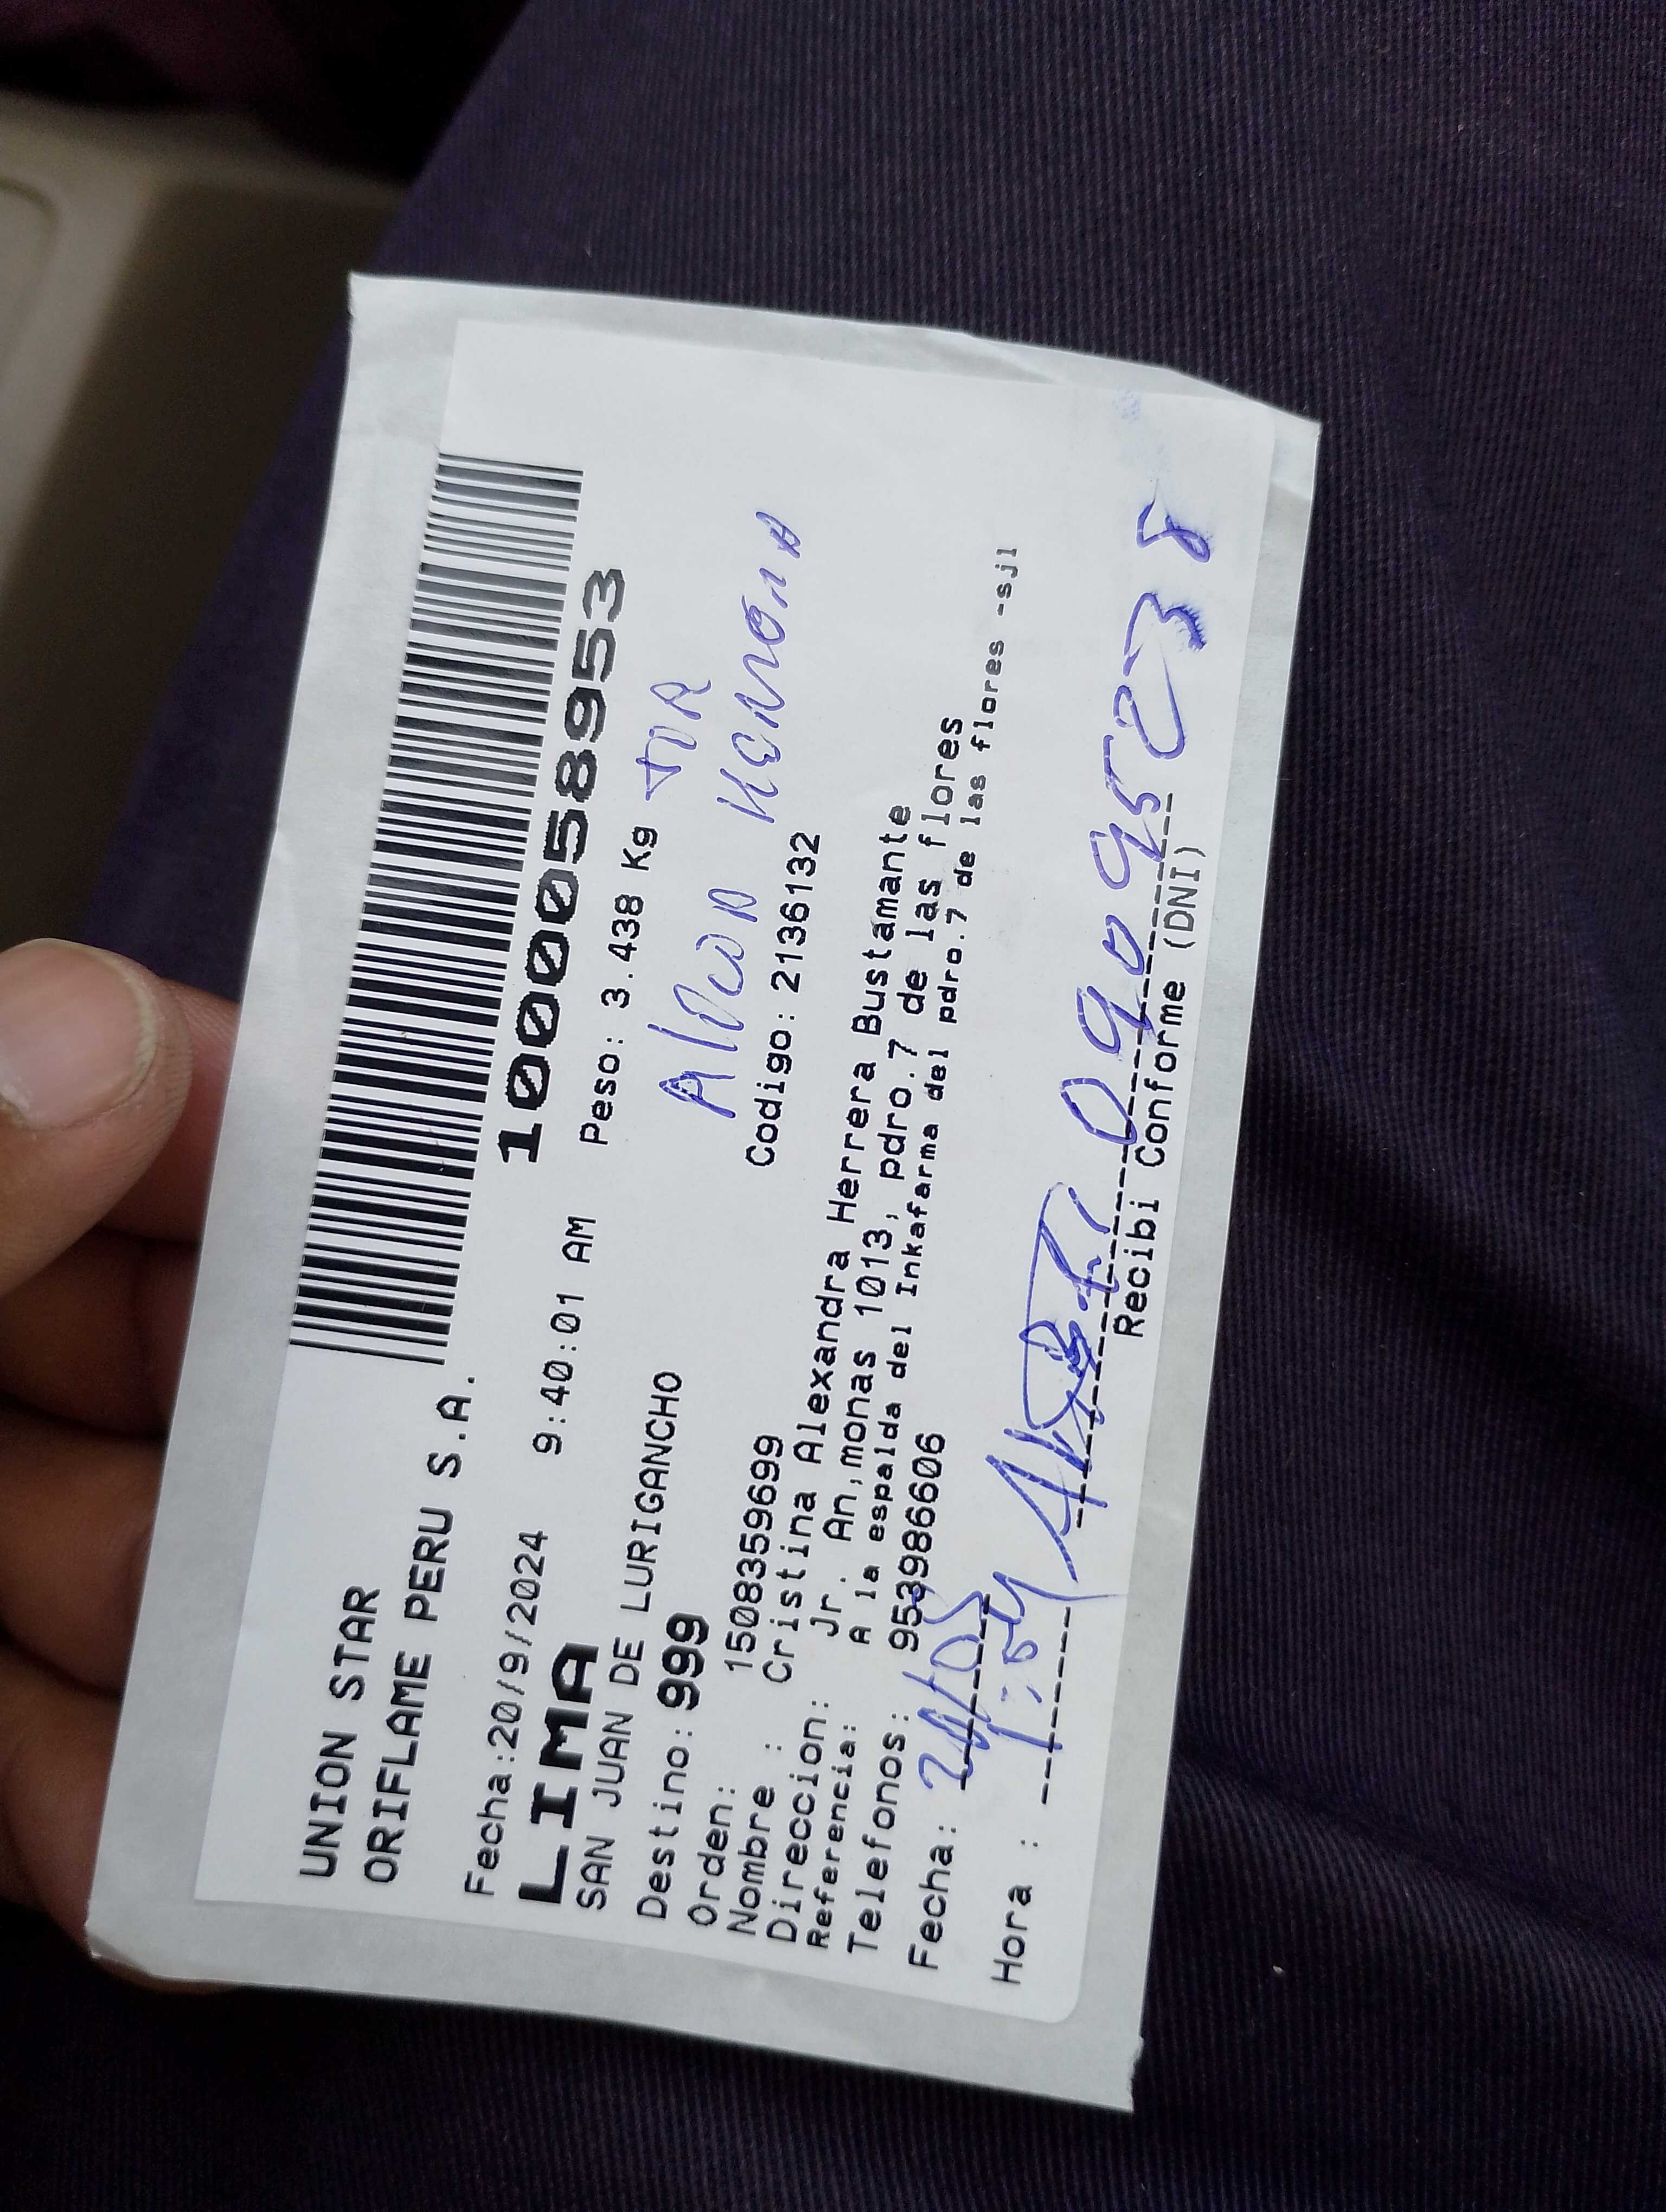 UNION STAR
ORIFLAME PERU S.A.
Fecha:20/9/2024 9:40:01 AM
1000058953
LIMA
Peso: 3.438 Kg
SAN JUAN DE LURIGANCHO
Destino: 999
Codigo: 2136132
Orden: 1508359699
Nombre : Cristina Alexandra Herrera Bustamante
Direccion: Jr. An,monas 1013, pdro.7 de las flores
Referencia: A la espalda del Inkafarma del pdro.7 de las flores -sjl
Telefonos: 953986606
Fecha:
Hora :
Recibi Conforme (DNI)